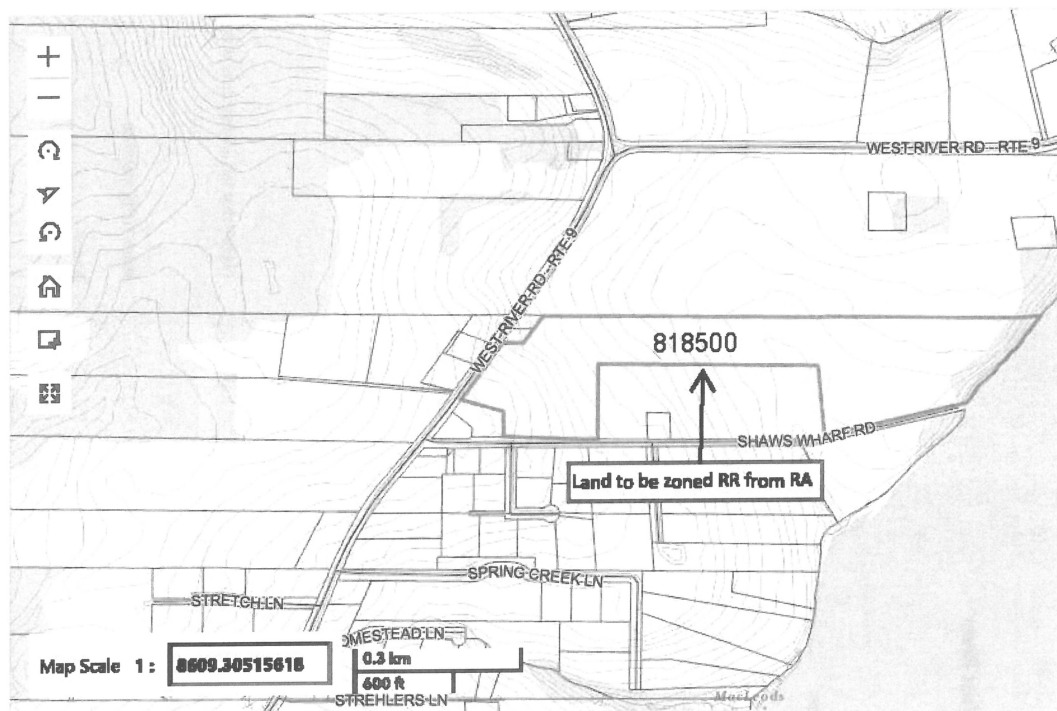 WEST RIVER RD - RTE 9
WEST RIVER RD - RTE 9
818500
SHAWS WHARF RD
Land to be zoned RR from RA
SPRING CREEK LN
STRETCH LN
OMESTEAD LN
Map Scale 1 : 8609.30515618
0.3 km
600 ft
STREHLERS LN
MacLeods